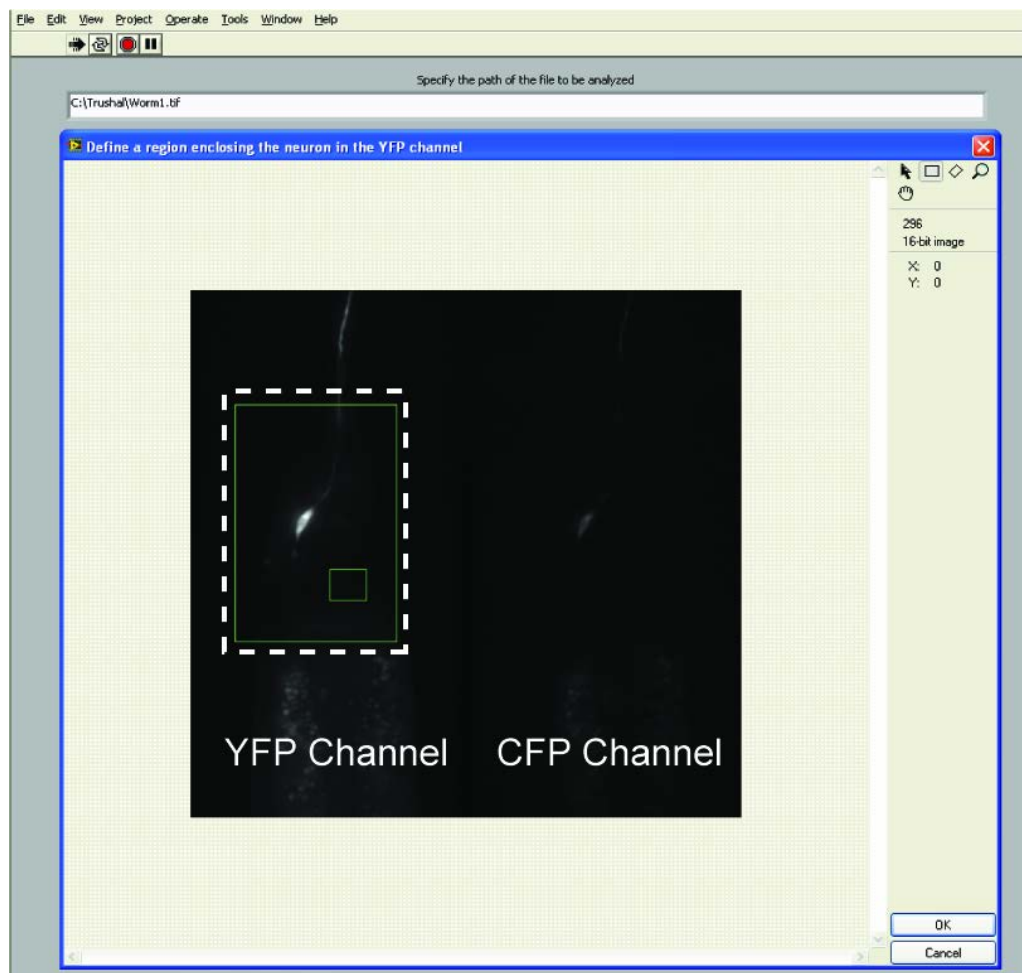 File Edit View Project Operate Tools Window Help
Specify the path of the file to be analyzed
C:\Trushal\Worm1.tif
Define a region enclosing the neuron in the YFP channel
296
16-bit image
X: 0
Y: 0
YFP Channel CFP Channel
OK
Cancel